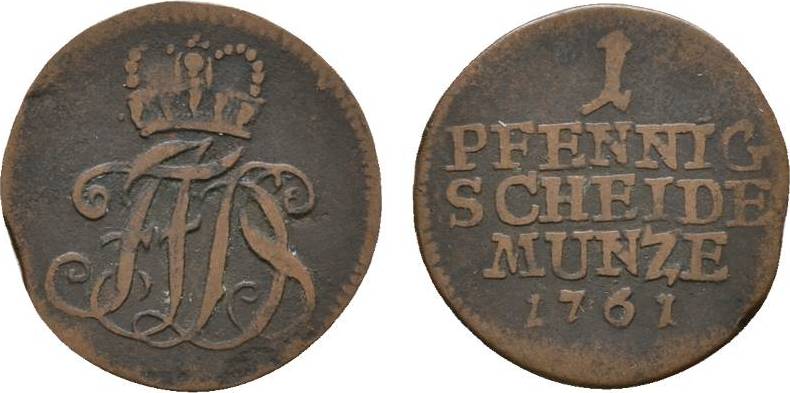 1
PFENNIG
SCHEIDE
MUNZE
1761